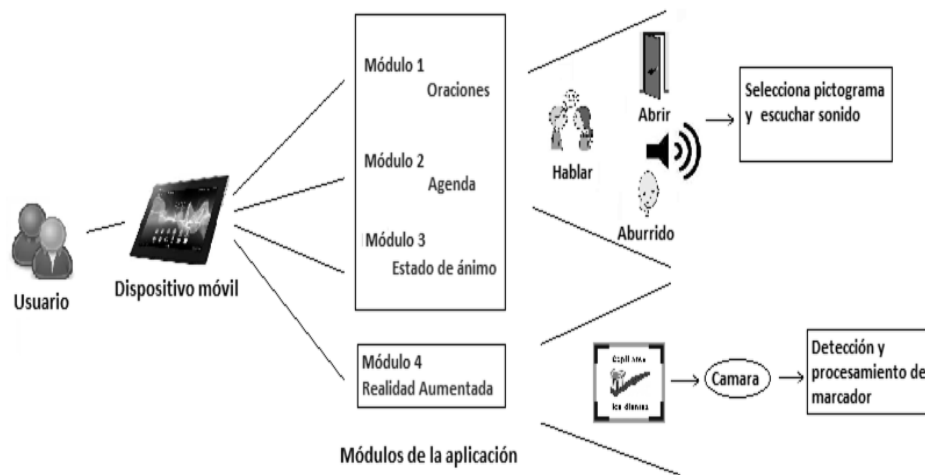 Usuario
Dispositivo móvil
Módulo 1
Oraciones
Módulo 2
Agenda
Módulo 3
Estado de ánimo
Módulo 4
Realidad Aumentada
Módulos de la aplicación
Hablar
Abrir
Aburrido
Selecciona pictograma
y escuchar sonido
Camara
Detección y
procesamiento de
marcador